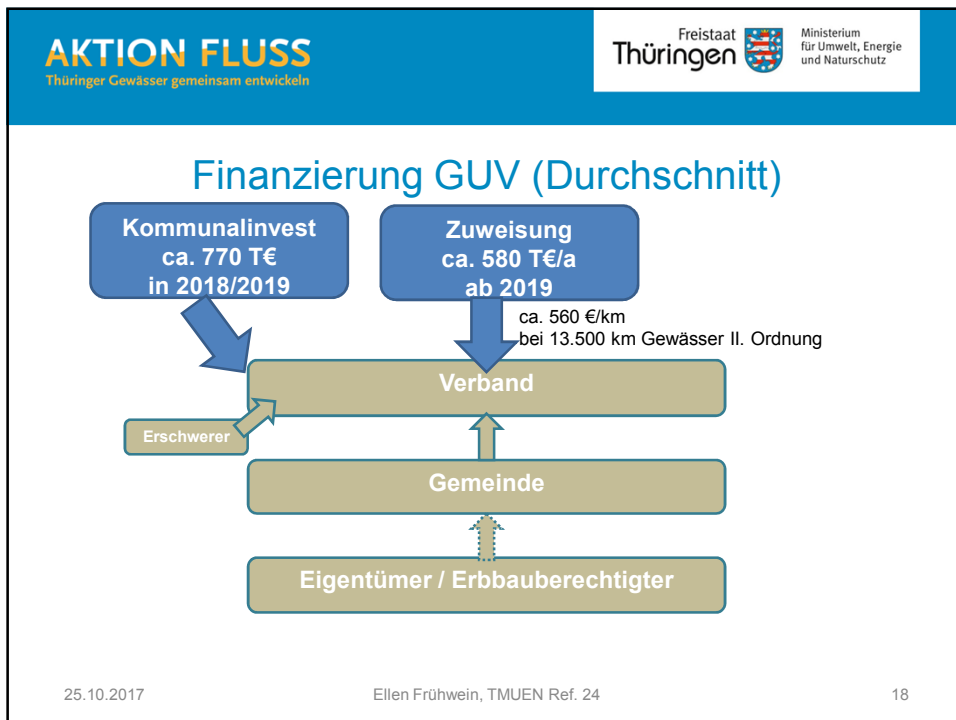 AKTION FLUSS
Thüringer Gewässer gemeinsam entwickeln
Freistaat
Thüringen
Ministerium
für Umwelt, Energie
und Naturschutz
Finanzierung GUV (Durchschnitt)
Kommunalinvest
ca. 770 T€
in 2018/2019
Zuweisung
ca. 580 T€/a
ab 2019
ca. 560 €/km
bei 13.500 km Gewässer II. Ordnung
Verband
Erschwerer
Gemeinde
Eigentümer / Erbbauberechtigter
25.10.2017
Ellen Frühwein, TMUEN Ref. 24
18